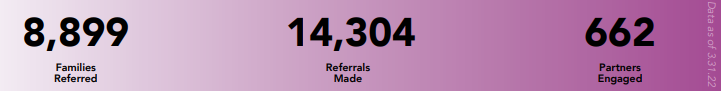 8,899
Families
Referred
14,304
Referrals
Made
662
Partners
Engaged
Data as of 3.31.22